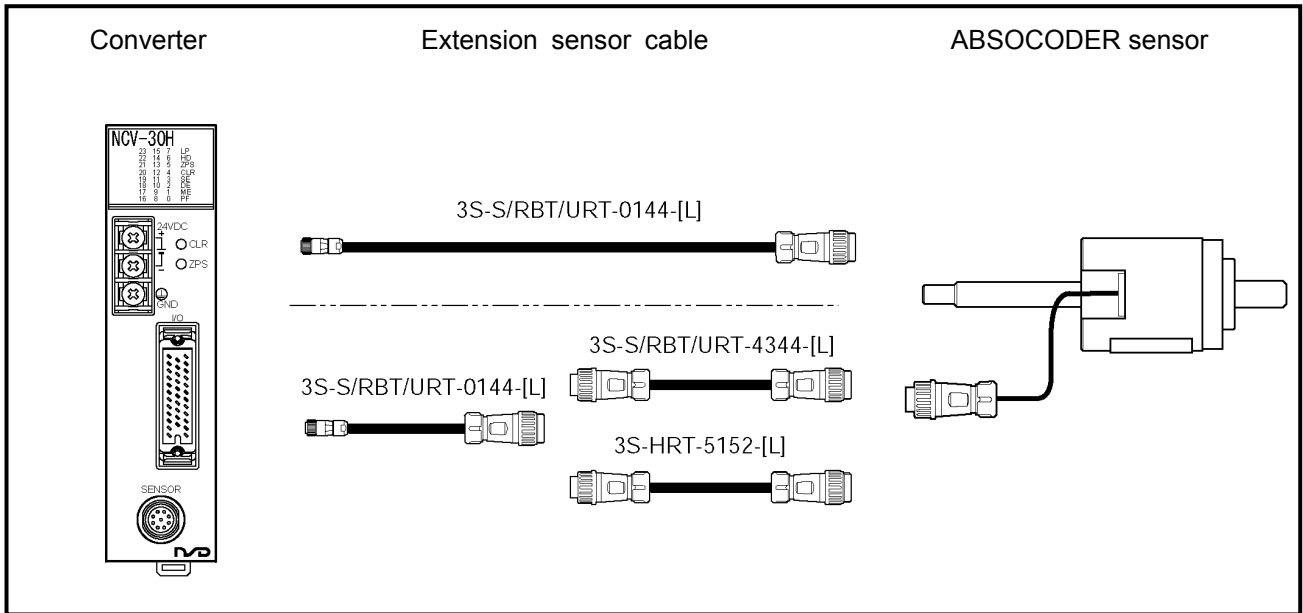 Converter Extension sensor cable ABSOCODER sensor
NCV-30H
23 15 7 LP
22 14 6 HD
21 13 5 ZPS
20 12 4 CLR
19 11 3 SE
18 10 2 DE
17 9 1 ME
16 8 0 PF
24VDC
+
CLR
ZPS
-
GND
I/O
SENSOR
NSD
3S-S/RBT/URT-0144-[L]
3S-S/RBT/URT-4344-[L]
3S-S/RBT/URT-0144-[L]
3S-HRT-5152-[L]